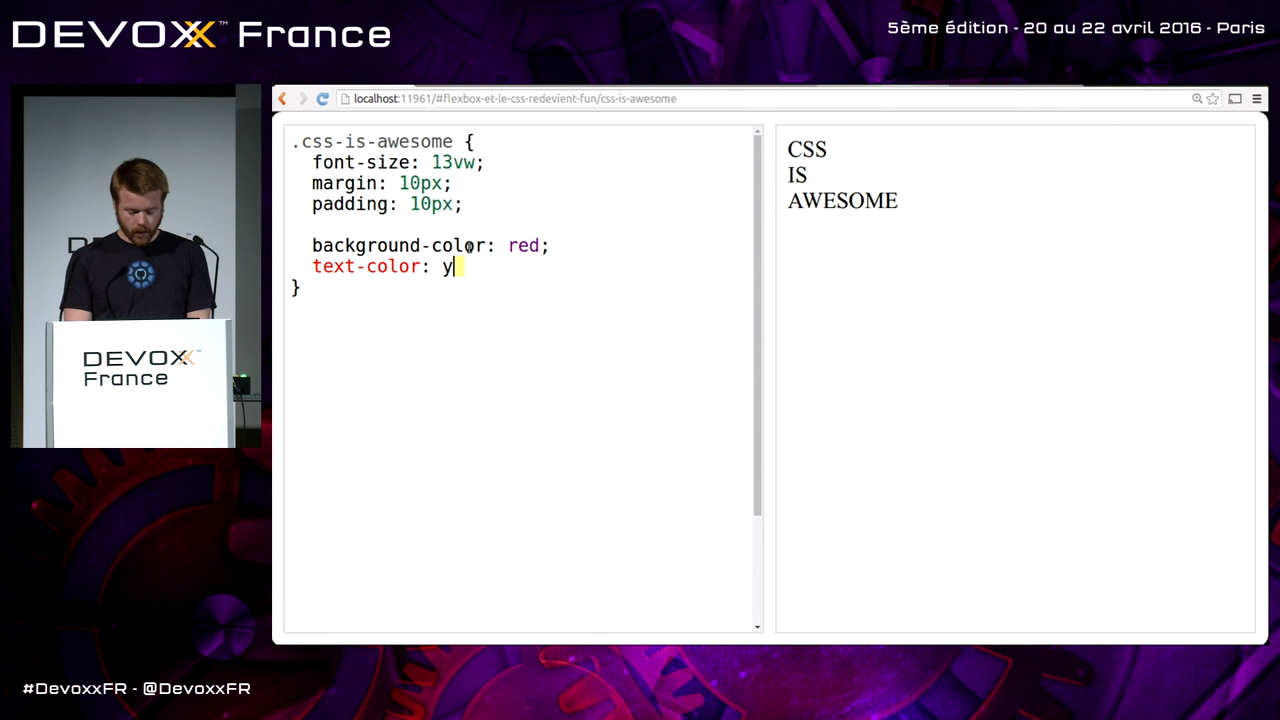 DEVOXX™ France
5ème édition - 20 au 22 avril 2016 - Paris
localhost:11961/#flexbox-et-le-css-redevient-fun/css-is-awesome
.css-is-awesome {
font-size: 13vw;
margin: 10px;
padding: 10px;
background-color: red;
text-color: y
}
CSS
IS
AWESOME
DEVOXX™
France
#DevoxxFR - @DevoxxFR